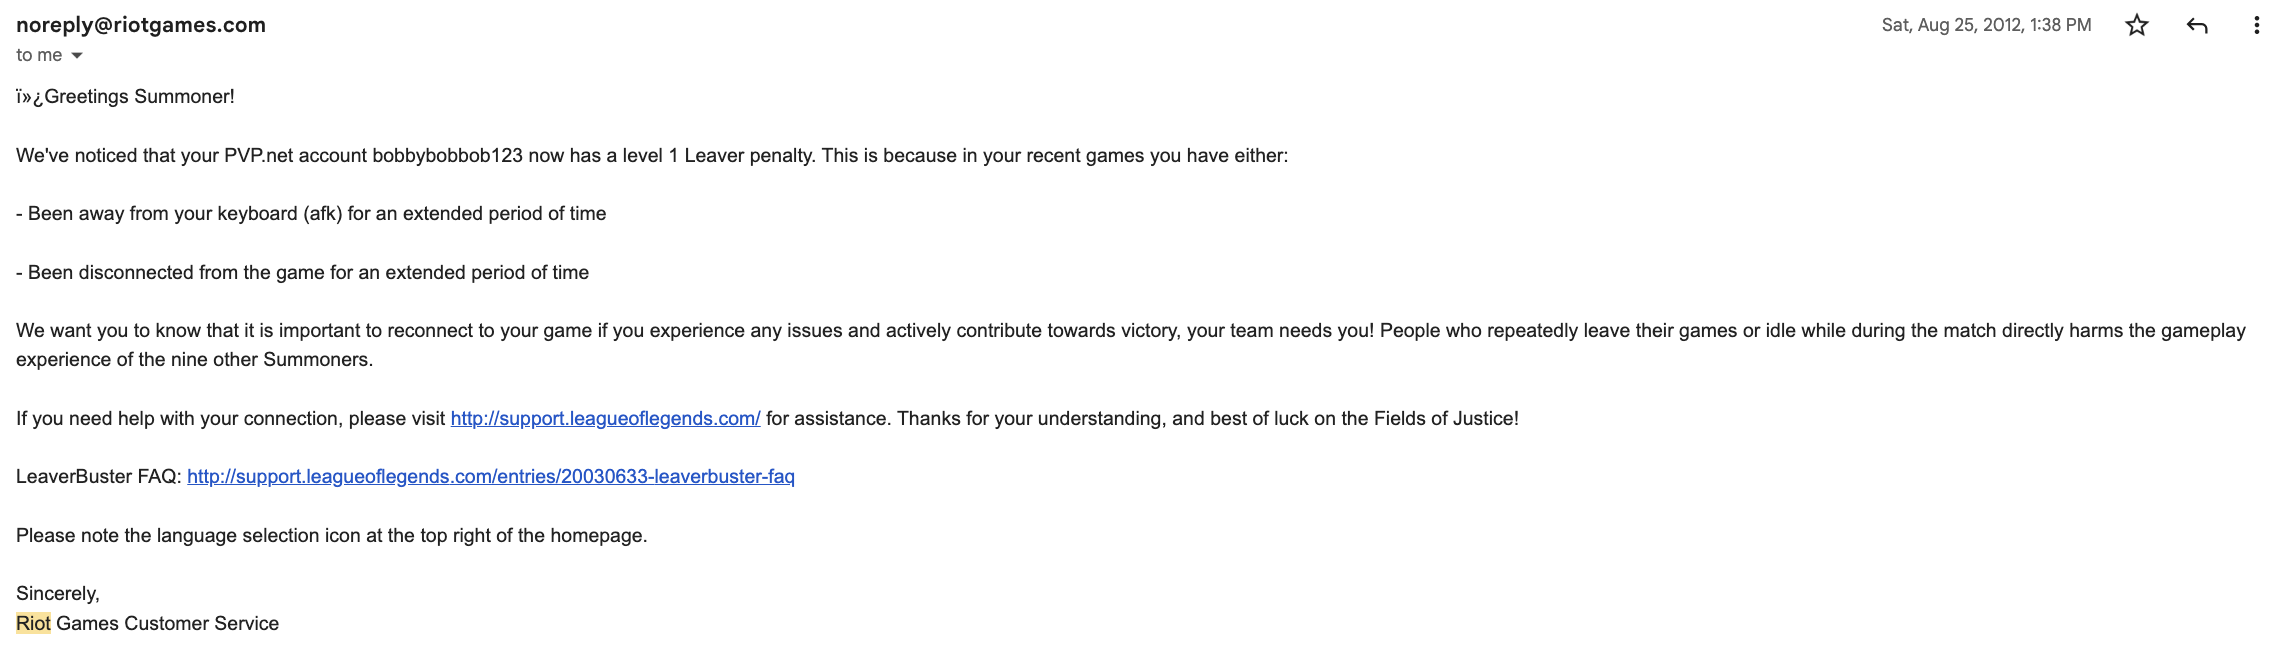 noreply@riotgames.com
Sat, Aug 25, 2012, 1:38 PM
to me
ï»¿Greetings Summoner!
We've noticed that your PVP.net account bobbybobbob123 now has a level 1 Leaver penalty. This is because in your recent games you have either:
- Been away from your keyboard (afk) for an extended period of time
- Been disconnected from the game for an extended period of time
We want you to know that it is important to reconnect to your game if you experience any issues and actively contribute towards victory, your team needs you! People who repeatedly leave their games or idle while during the match directly harms the gameplay
experience of the nine other Summoners.
If you need help with your connection, please visit http://support.leagueoflegends.com/ for assistance. Thanks for your understanding, and best of luck on the Fields of Justice!
LeaverBuster FAQ: http://support.leagueoflegends.com/entries/20030633-leaverbuster-faq
Please note the language selection icon at the top right of the homepage.
Sincerely,
Riot Games Customer Service